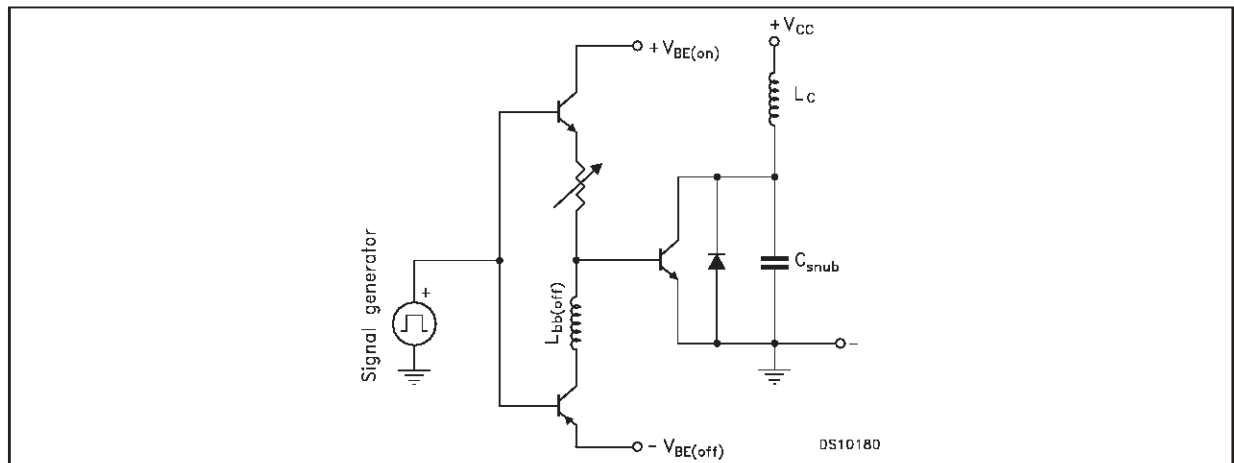 + V_CC
+ V_BE(on)
L_C
Signal generator
+
L_bb(off)
C_snub
-
- V_BE(off)
DS10180